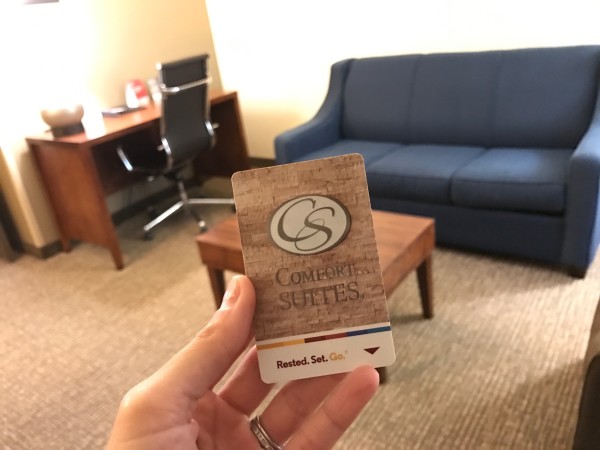 CS
COMFORT
SUITES
Rested. Set. Go.®